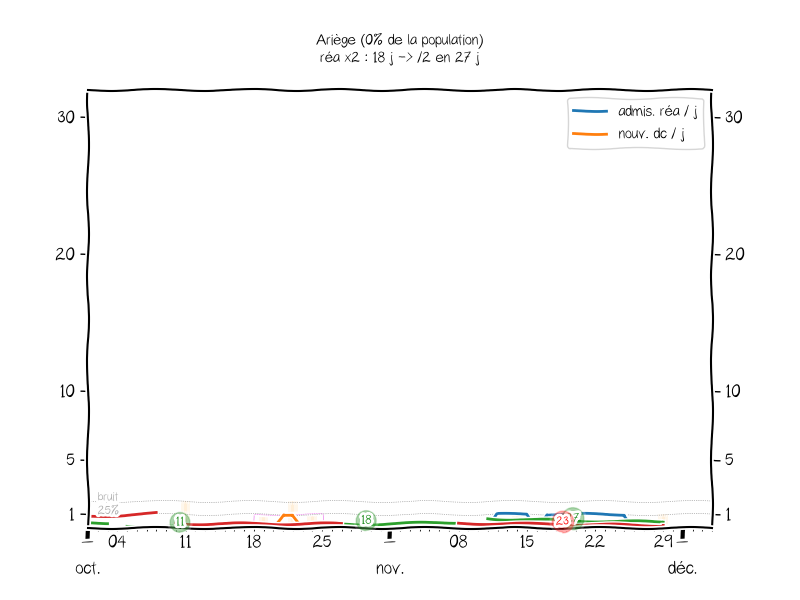 Ariège (0% de la population)
réa x2 : 18 j -> /2 en 27 j
admis. réa / j
nouv. dc / j
30
30
20
20
10
10
5
5
bruit
25%
1
1
11
18
23
7
04
11
18
25
08
15
22
29
oct.
nov.
déc.